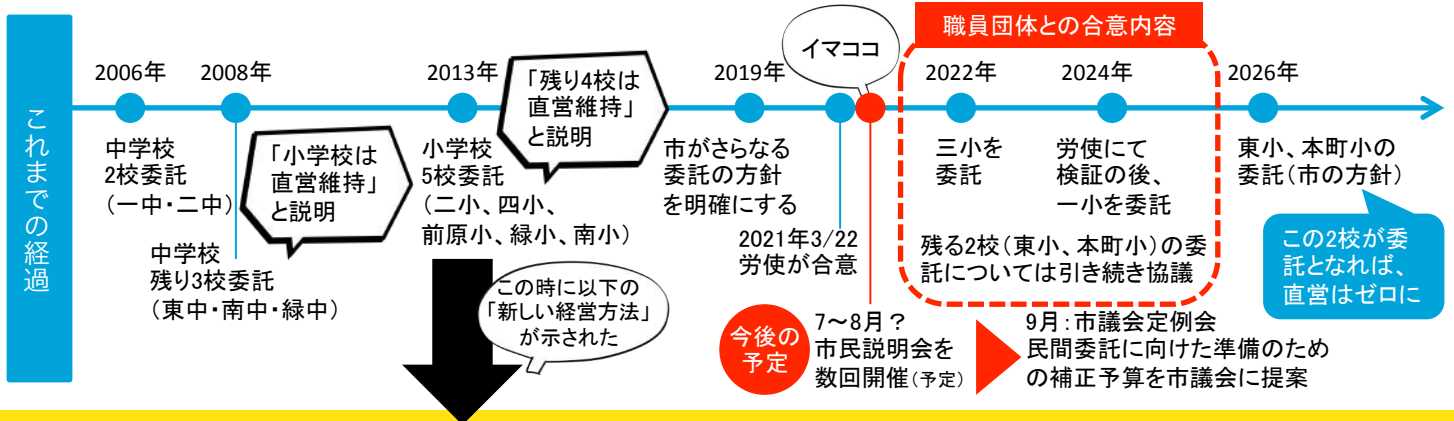 これまでの経過
2006年
中学校
2校委託
（一中・二中）
2008年
中学校
残り3校委託
（東中・南中・緑中）
「小学校は
直営維持」
と説明
2013年
小学校
5校委託
（二小、四小、
前原小、緑小、南小）
「残り4校は
直営維持」
と説明
この時に以下の
「新しい経営方法」
が示された
2019年
市がさらなる
委託の方針
を明確にする
2021年3/22
労使が合意
イマココ
今後の
予定
7〜8月？
市民説明会を
数回開催（予定）
9月：市議会定例会
民間委託に向けた準備のため
の補正予算を市議会に提案
職員団体との合意内容
2022年
三小を
委託
2024年
労使にて
検証の後、
一小を委託
残る2校（東小、本町小）の委
託については引き続き協議
2026年
東小、本町小の
委託（市の方針）
この2校が委
託となれば、
直営はゼロに